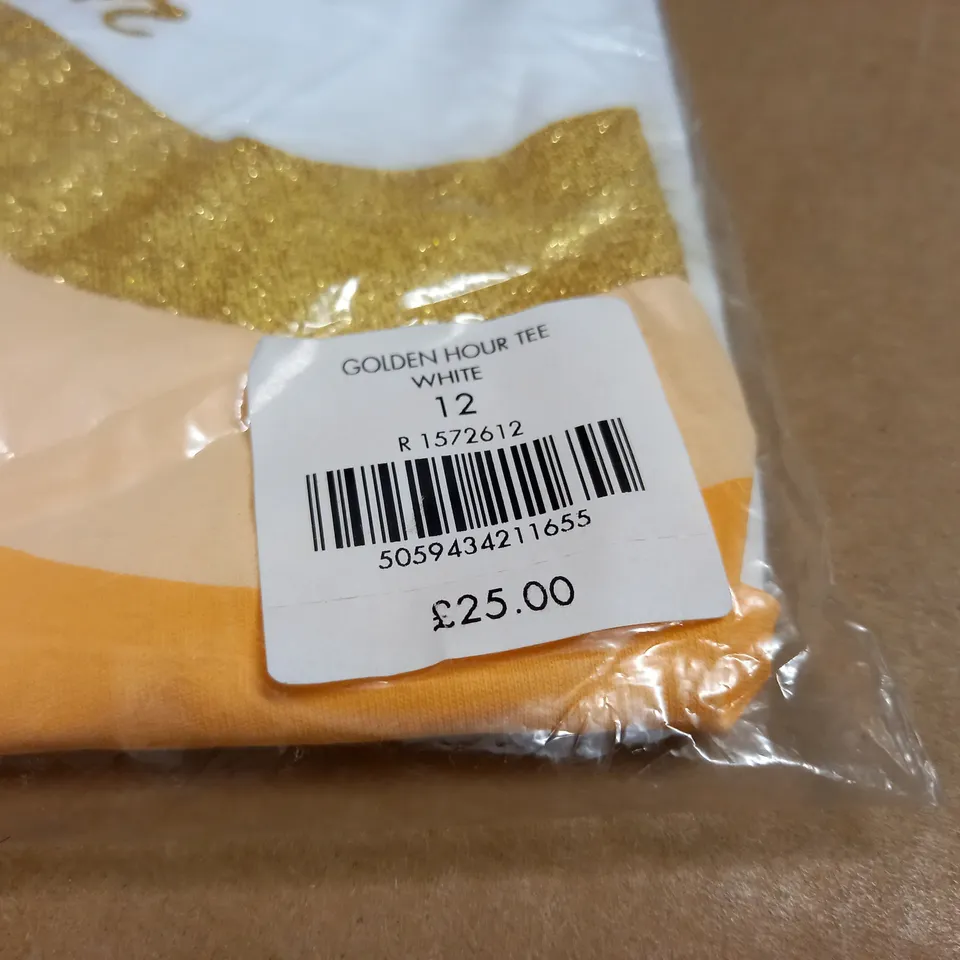 GOLDEN HOUR TEE
WHITE
12
R 1572612
5059434211655
£25.00